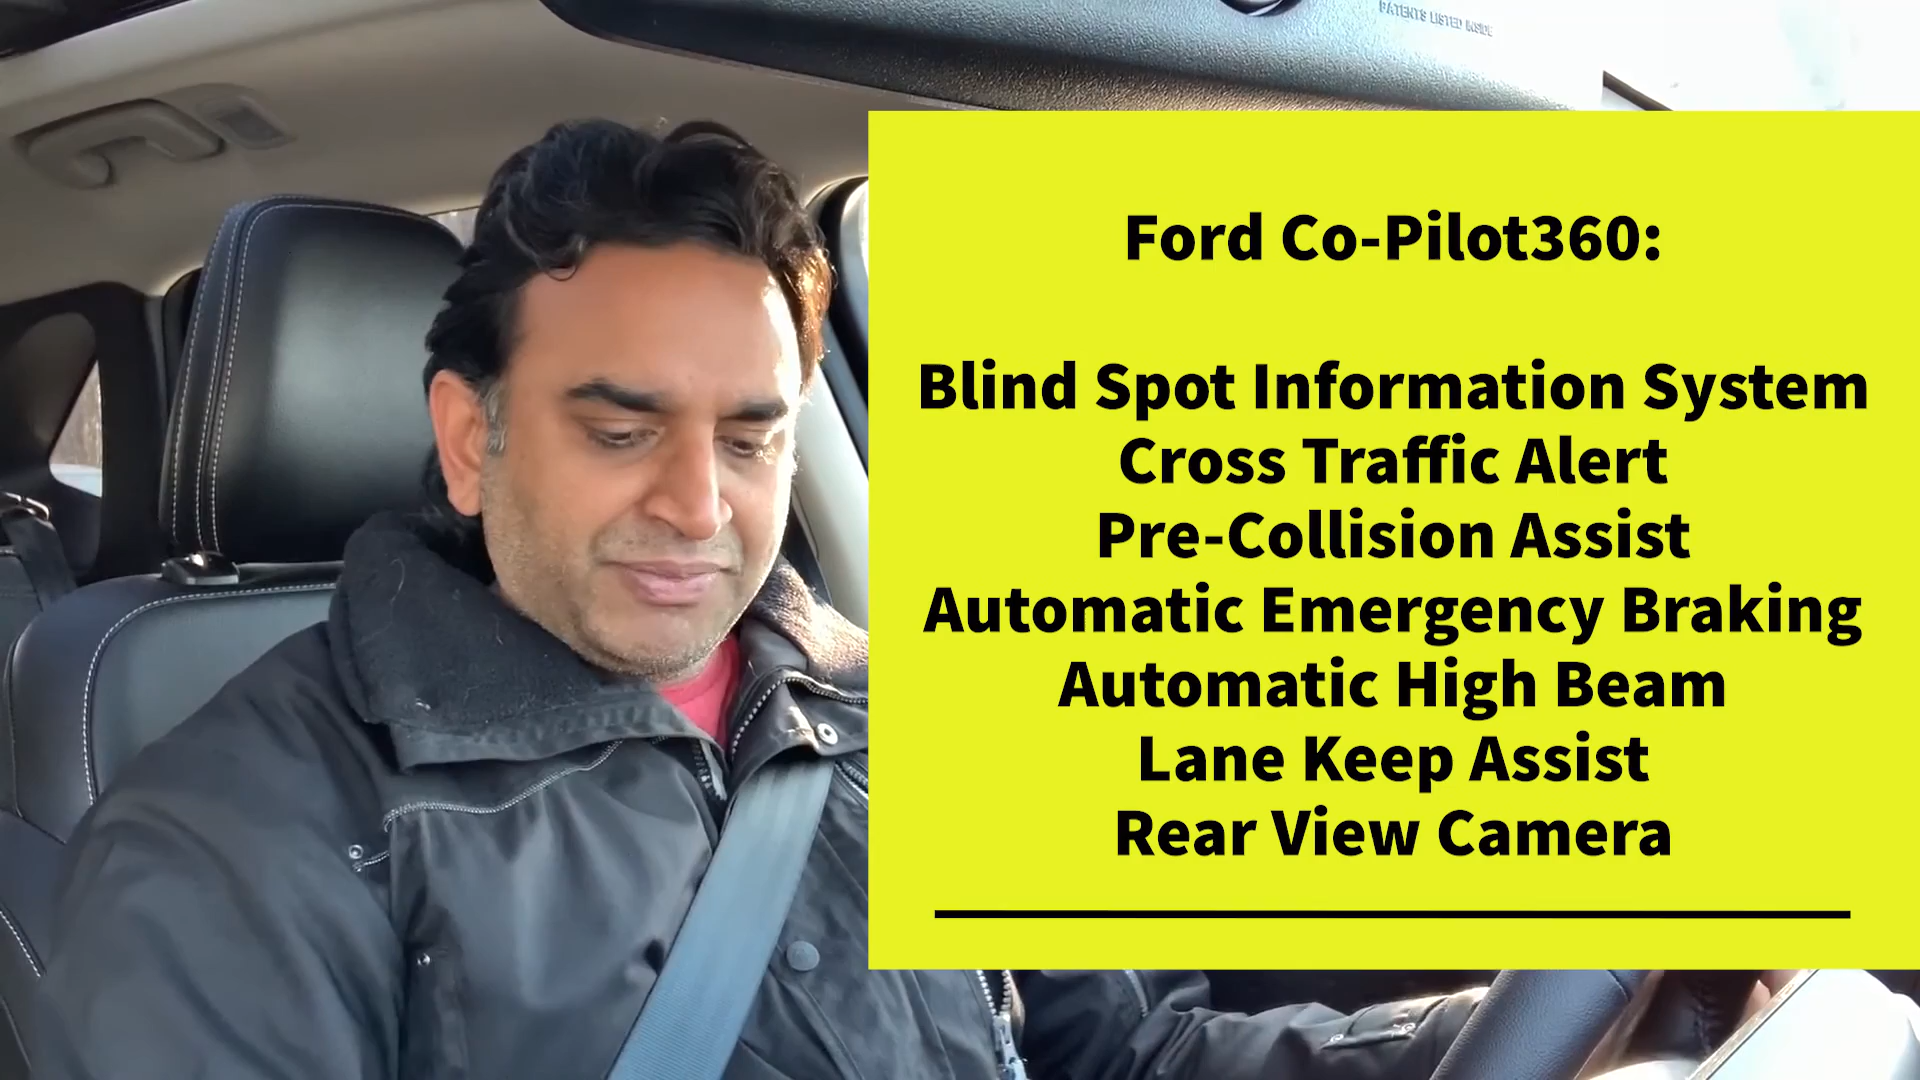 PATENTS LISTED INSIDE
Ford Co-Pilot360:
Blind Spot Information System
Cross Traffic Alert
Pre-Collision Assist
Automatic Emergency Braking
Automatic High Beam
Lane Keep Assist
Rear View Camera